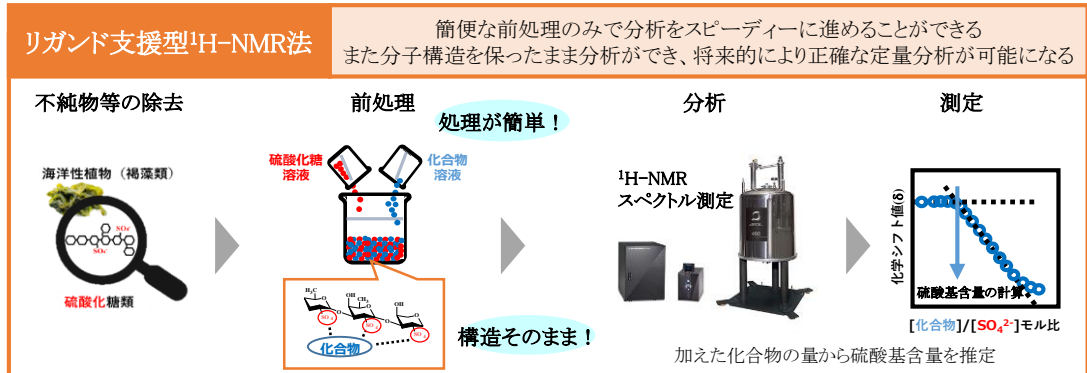 リガンド支援型¹H-NMR法
簡便な前処理のみで分析をスピーディーに進めることができる
また分子構造を保ったまま分析ができ、将来的により正確な定量分析が可能になる
不純物等の除去
海洋性植物（褐藻類）
SO₄⁻
SO₄⁻
硫酸化糖類
前処理
処理が簡単！
硫酸化糖
溶液
化合物
溶液
H₃C
OH
CH₃
OH
SO₄
SO₄
SO₄
化合物
構造そのまま！
分析
¹H-NMR
スペクトル測定
測定
化学シフト値(δ)
硫酸基含量の計算
[化合物]/[SO₄²⁻]モル比
加えた化合物の量から硫酸基含量を推定